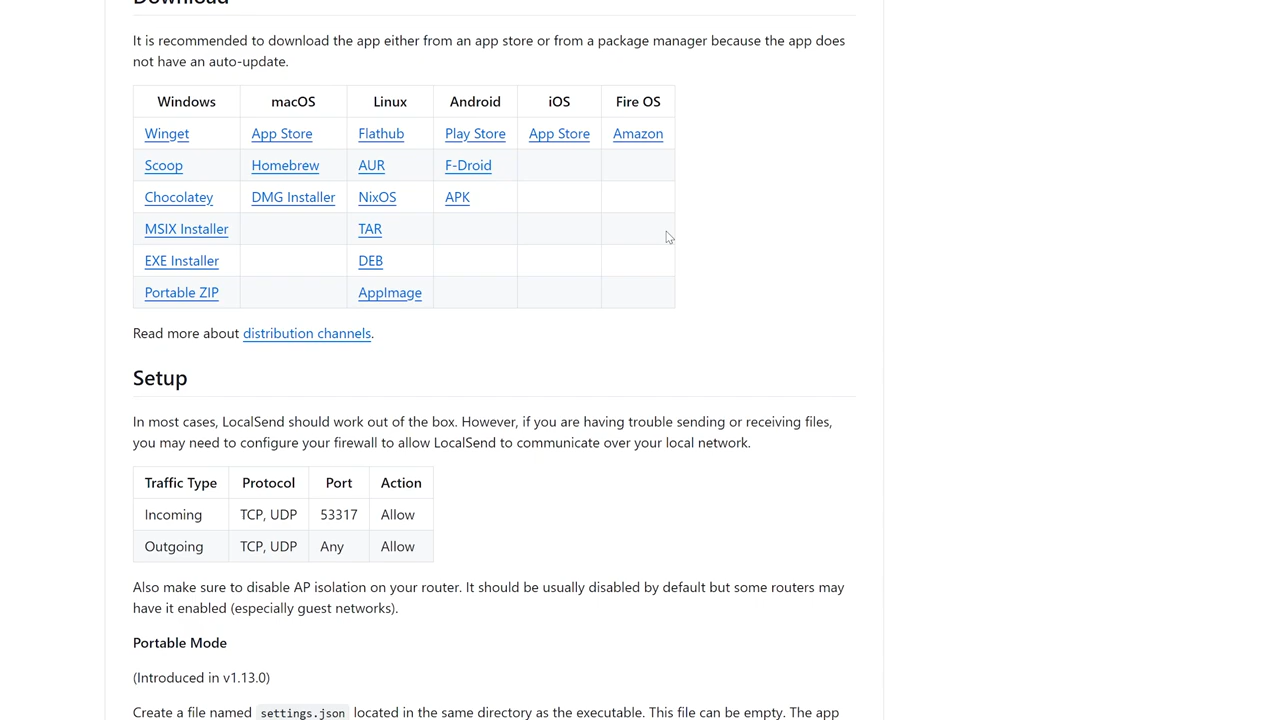 Download
It is recommended to download the app either from an app store or from a package manager because the app does
not have an auto-update.
Windows macOS Linux Android iOS Fire OS
Winget App Store Flathub Play Store App Store Amazon
Scoop Homebrew AUR F-Droid
Chocolatey DMG Installer NixOS APK
MSIX Installer TAR
EXE Installer DEB
Portable ZIP AppImage
Read more about distribution channels.
Setup
In most cases, LocalSend should work out of the box. However, if you are having trouble sending or receiving files,
you may need to configure your firewall to allow LocalSend to communicate over your local network.
Traffic Type Protocol Port Action
Incoming TCP, UDP 53317 Allow
Outgoing TCP, UDP Any Allow
Also make sure to disable AP isolation on your router. It should be usually disabled by default but some routers may
have it enabled (especially guest networks).
Portable Mode
(Introduced in v1.13.0)
Create a file named settings.json located in the same directory as the executable. This file can be empty. The app